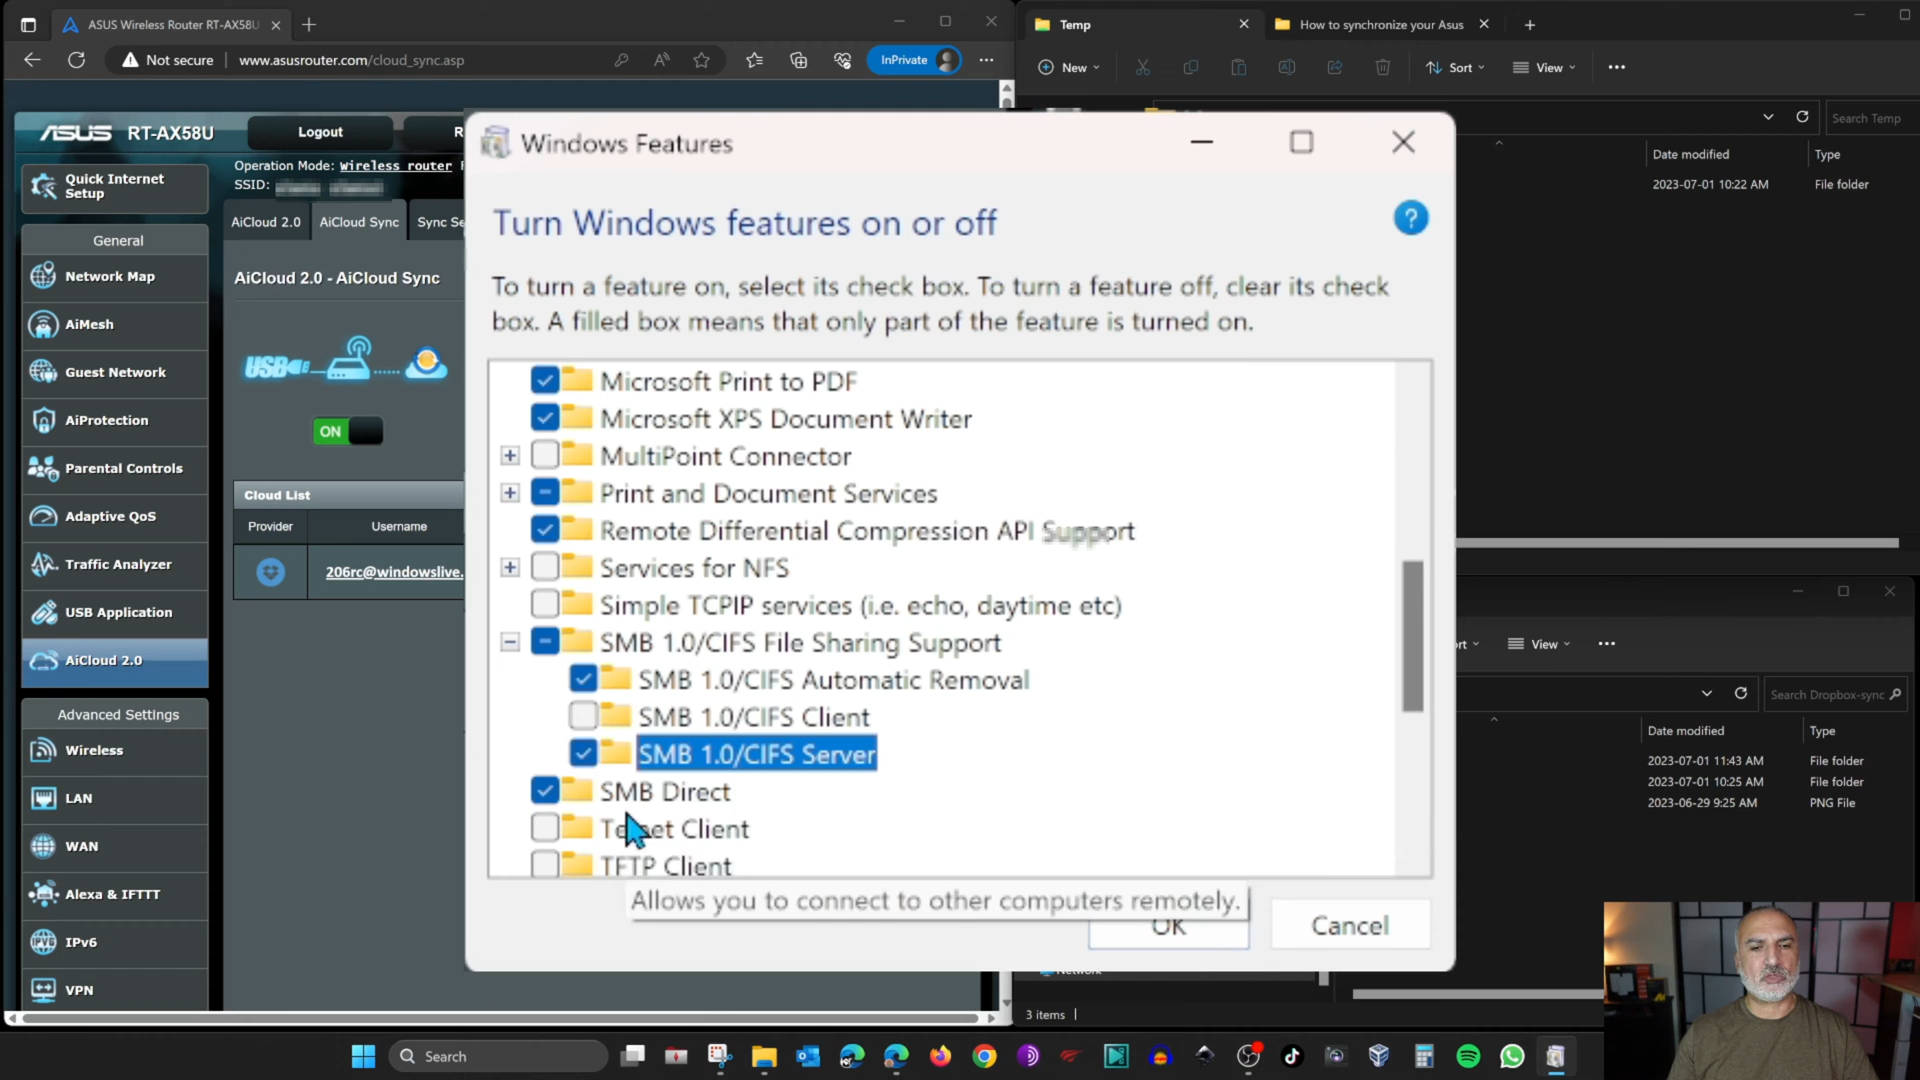 ASUS Wireless Router RT-AX58U
Temp
How to synchronize your Asus
Not secure
www.asusrouter.com/cloud_sync.asp
InPrivate
New
Sort
View
Search Temp
ASUS RT-AX58U
Logout
R
Operation Mode: Wireless router
SSID:
Quick Internet
Setup
General
Network Map
AiMesh
Guest Network
AiProtection
Parental Controls
Adaptive QoS
Traffic Analyzer
USB Application
AiCloud 2.0
Advanced Settings
Wireless
LAN
WAN
Alexa & IFTTT
IPv6
VPN
AiCloud 2.0
AiCloud Sync
Sync Se
AiCloud 2.0 - AiCloud Sync
USB
ON
Cloud List
Provider
Username
206rc@windowslive.
Windows Features
Turn Windows features on or off
To turn a feature on, select its check box. To turn a feature off, clear its check
box. A filled box means that only part of the feature is turned on.
Microsoft Print to PDF
Microsoft XPS Document Writer
MultiPoint Connector
Print and Document Services
Remote Differential Compression API Support
Services for NFS
Simple TCPIP services (i.e. echo, daytime etc)
SMB 1.0/CIFS File Sharing Support
SMB 1.0/CIFS Automatic Removal
SMB 1.0/CIFS Client
SMB 1.0/CIFS Server
SMB Direct
Telnet Client
TFTP Client
Allows you to connect to other computers remotely.
OK
Cancel
Date modified
Type
2023-07-01 10:22 AM
File folder
rt
View
Search Dropbox-sync
Date modified
Type
2023-07-01 11:43 AM
File folder
2023-07-01 10:25 AM
File folder
2023-06-29 9:25 AM
PNG File
Network
3 items
Search